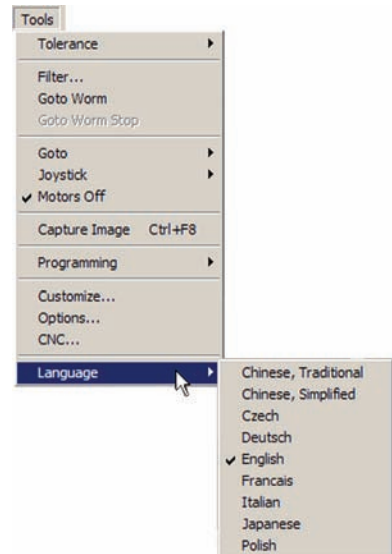 Tools
Tolerance
Filter...
Goto Worm
Goto Worm Stop
Goto
Joystick
Motors Off
Capture Image Ctrl+F8
Programming
Customize...
Options...
CNC...
Language
Chinese, Traditional
Chinese, Simplified
Czech
Deutsch
English
Francais
Italian
Japanese
Polish